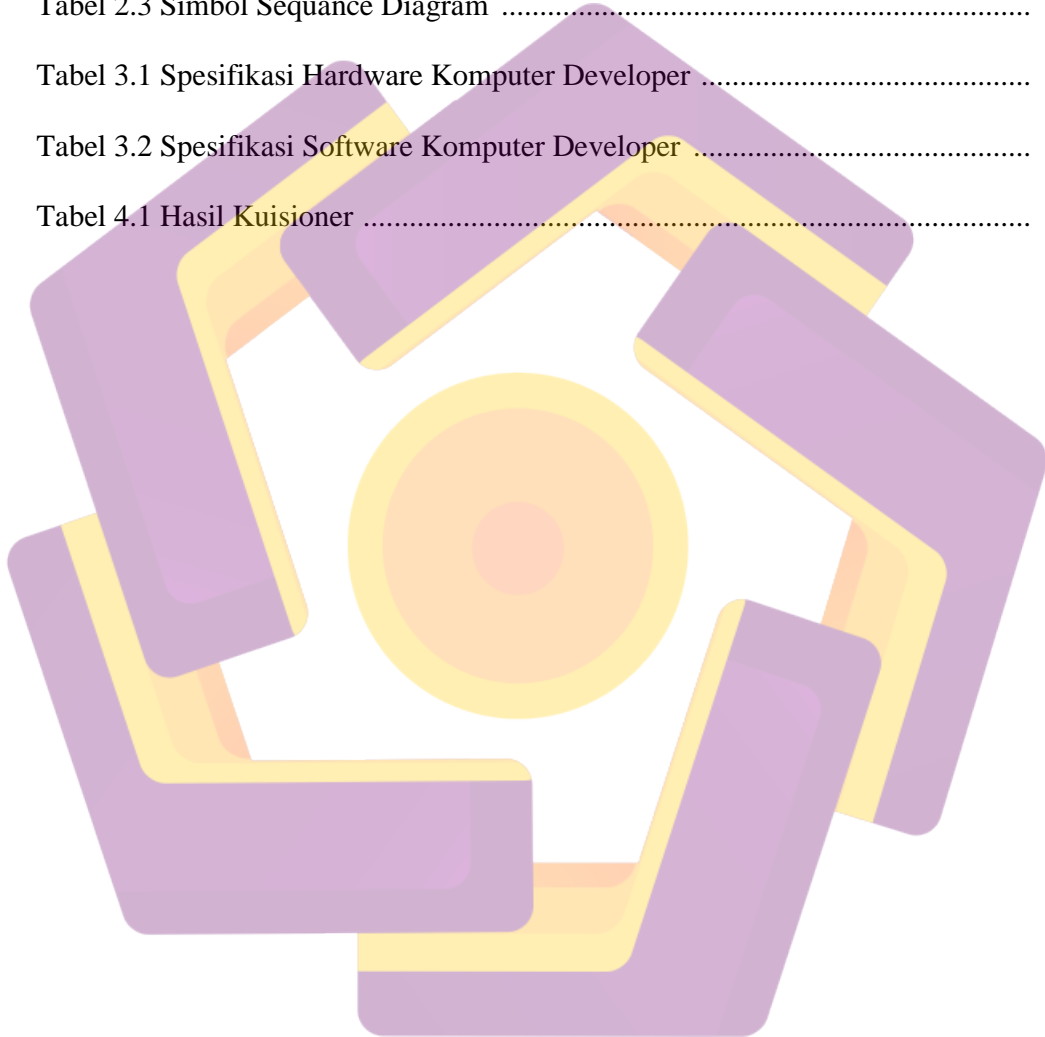 Tabel 2.3 Simbol Sequance Diagram ..................................................................
Tabel 3.1 Spesifikasi Hardware Komputer Developer ..........................................
Tabel 3.2 Spesifikasi Software Komputer Developer ...........................................
Tabel 4.1 Hasil Kuisioner .....................................................................................